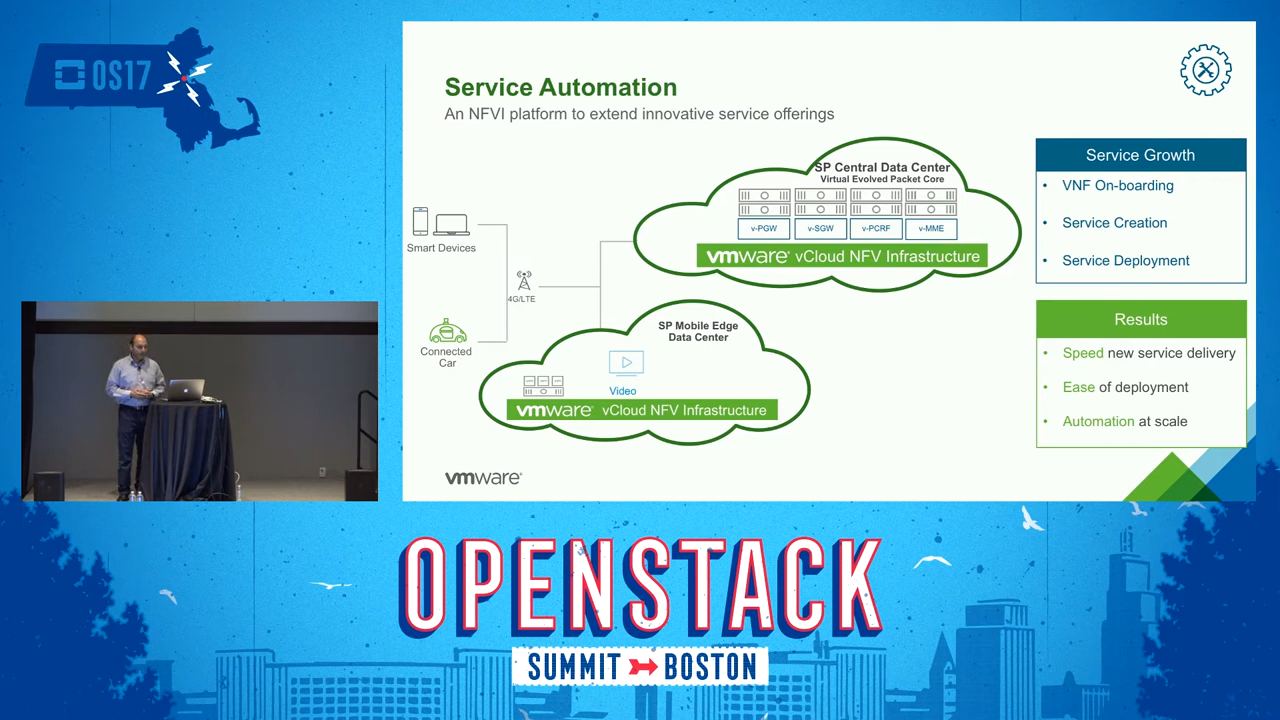 OS17
Service Automation
An NFVI platform to extend innovative service offerings
SP Central Data Center
Virtual Evolved Packet Core
v-PGW
v-SGW
v-PCRF
v-MME
vmware® vCloud NFV Infrastructure
Smart Devices
4G/LTE
Connected
Car
SP Mobile Edge
Data Center
Video
vmware® vCloud NFV Infrastructure
Service Growth
• VNF On-boarding
• Service Creation
• Service Deployment
Results
• Speed new service delivery
• Ease of deployment
• Automation at scale
vmware®
OPENSTACK
SUMMIT BOSTON